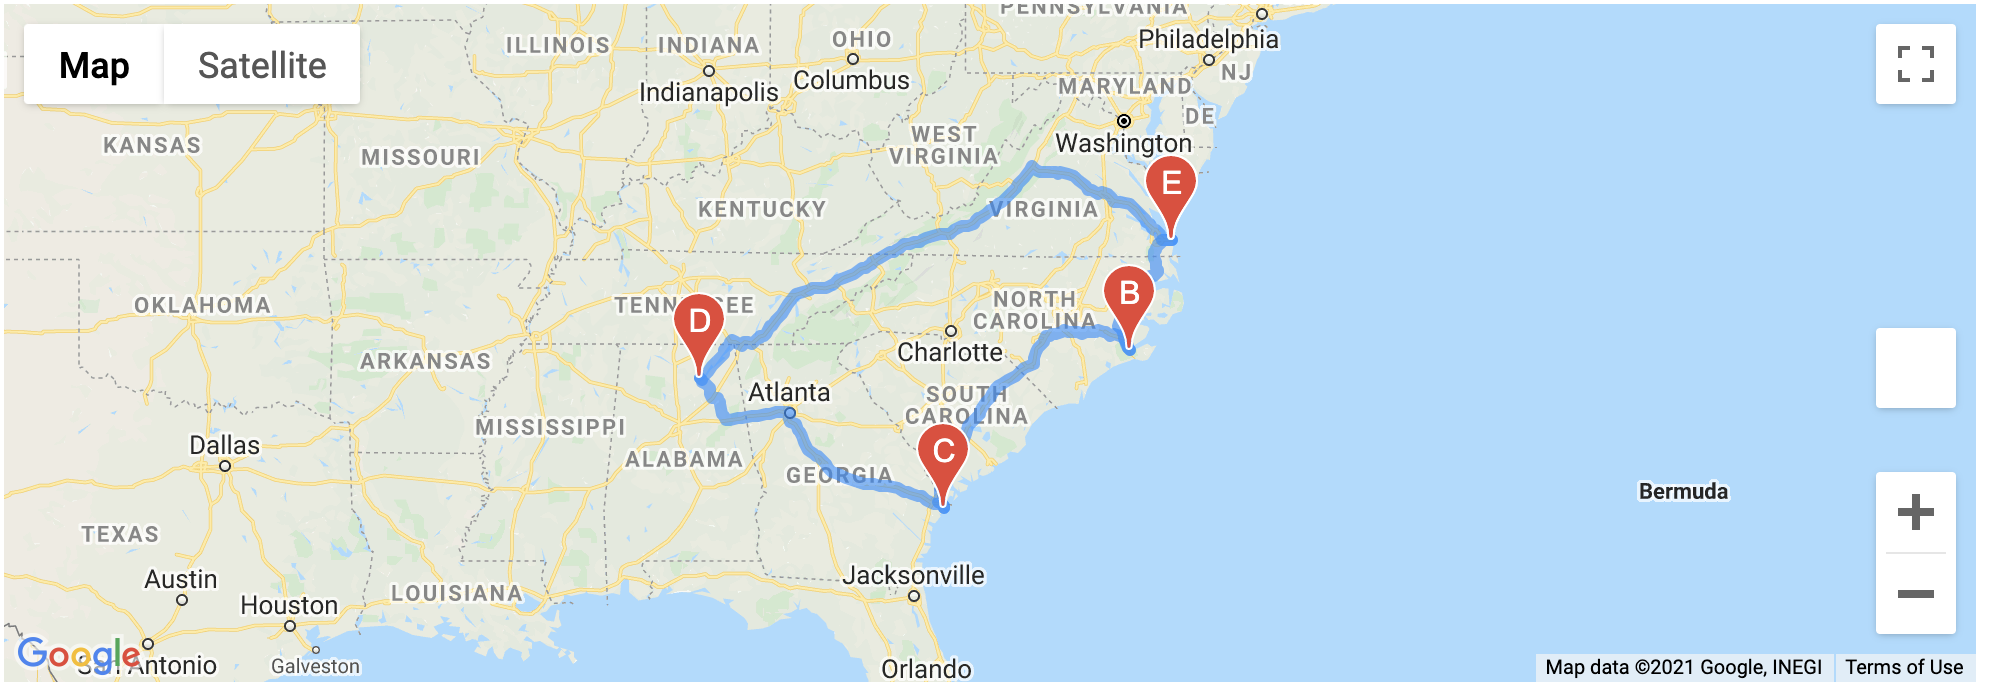 PENNSYLVANIA
Map
Satellite
ILLINOIS
INDIANA
OHIO
Philadelphia
Indianapolis
Columbus
NJ
MARYLAND
DE
KANSAS
MISSOURI
WEST
VIRGINIA
Washington
E
KENTUCKY
VIRGINIA
OKLAHOMA
TENNESSEE
D
B
NORTH
CAROLINA
ARKANSAS
Charlotte
Atlanta
SOUTH
CAROLINA
MISSISSIPPI
Dallas
ALABAMA
C
GEORGIA
Bermuda
TEXAS
Austin
Jacksonville
LOUISIANA
Houston
Google
San Antonio
Galveston
Orlando
Map data ©2021 Google, INEGI
Terms of Use